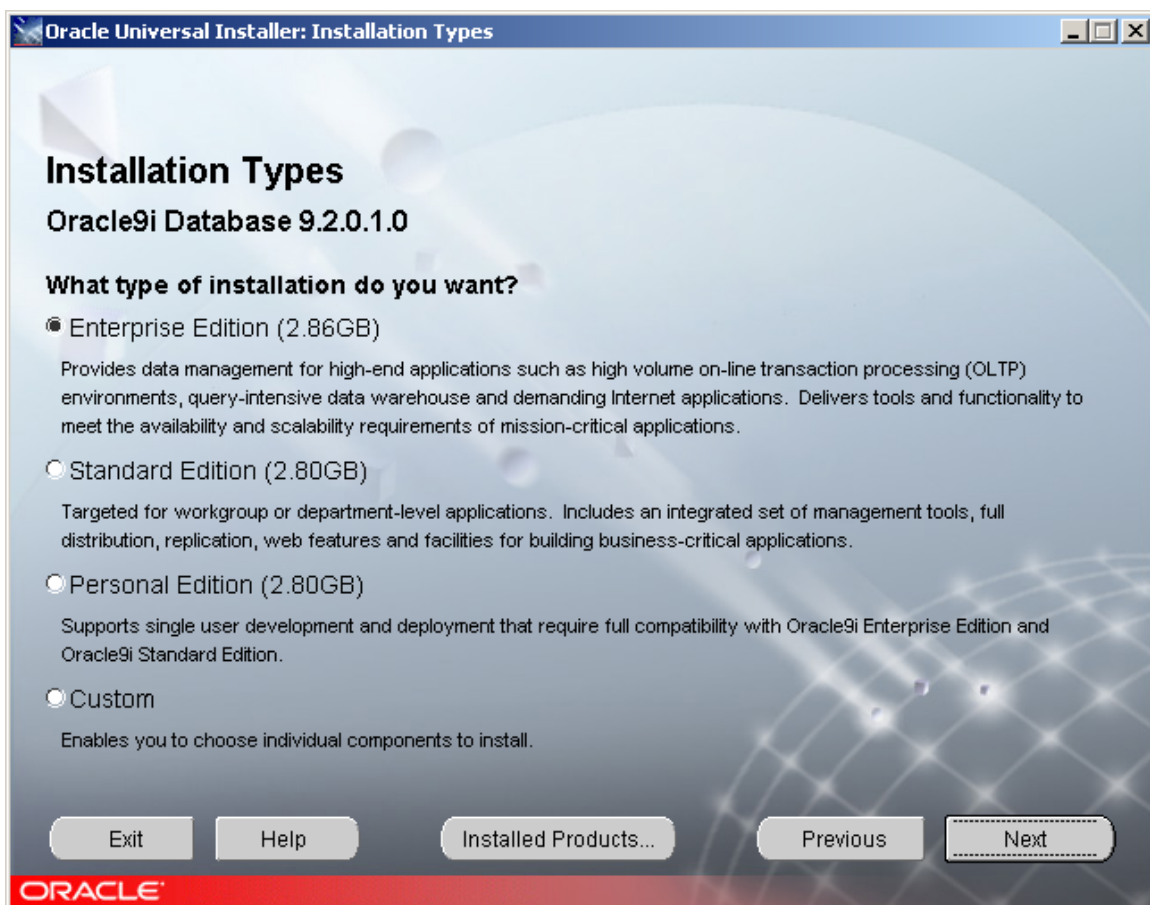 Oracle Universal Installer: Installation Types
Installation Types
Oracle9i Database 9.2.0.1.0
What type of installation do you want?
Enterprise Edition (2.86GB)
Provides data management for high-end applications such as high volume on-line transaction processing (OLTP)
environments, query-intensive data warehouse and demanding Internet applications.  Delivers tools and functionality to
meet the availability and scalability requirements of mission-critical applications.
Standard Edition (2.80GB)
Targeted for workgroup or department-level applications.  Includes an integrated set of management tools, full
distribution, replication, web features and facilities for building business-critical applications.
Personal Edition (2.80GB)
Supports single user development and deployment that require full compatibility with Oracle9i Enterprise Edition and
Oracle9i Standard Edition.
Custom
Enables you to choose individual components to install.
Exit Help Installed Products... Previous Next
ORACLE